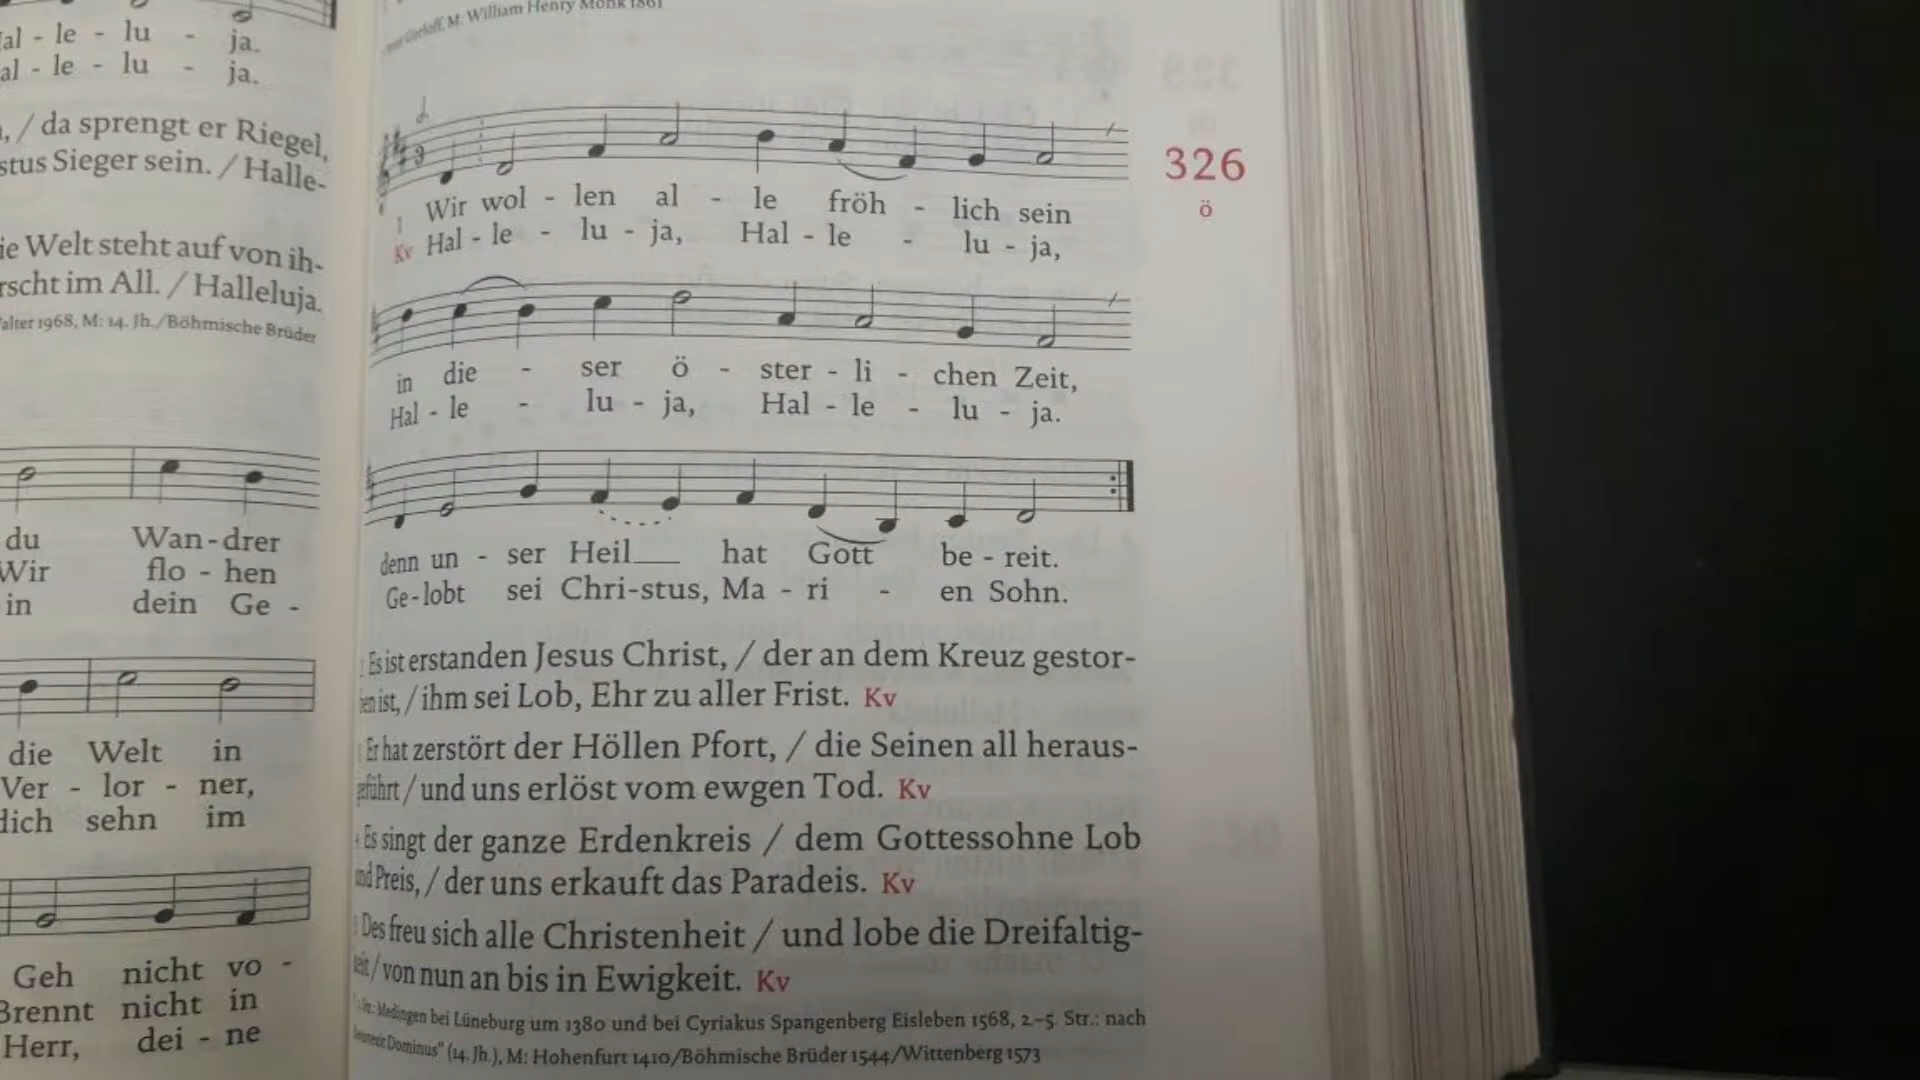 al - le - lu - ja.
al - le - lu - ja.
/ da sprengt er Riegel,
stus Sieger sein. / Halle-
ie Welt steht auf von ih-
rscht im All. / Halleluja.
alter 1968, M: 14. Jh./Böhmische Brüder
du Wan-drer
Wir flo - hen
in dein Ge -
die Welt in
Ver - lor - ner,
dich sehn im
Geh nicht vo -
Brennt nicht in
Herr, dei - ne
M: William Henry Monk 1861
326
ö
3
1 Wir wol - len al - le fröh - lich sein
Kv Hal - le - lu - ja, Hal - le - lu - ja,
in die - ser ö - ster - li - chen Zeit,
Hal - le - lu - ja, Hal - le - lu - ja.
denn un - ser Heil hat Gott be - reit.
Ge - lobt sei Chri-stus, Ma - ri - en Sohn.
Es ist erstanden Jesus Christ, / der an dem Kreuz gestor-
ben ist, / ihm sei Lob, Ehr zu aller Frist. Kv
Er hat zerstört der Höllen Pfort, / die Seinen all heraus-
geführt / und uns erlöst vom ewgen Tod. Kv
4 Es singt der ganze Erdenkreis / dem Gottessohne Lob
und Preis, / der uns erkauft das Paradeis. Kv
Des freu sich alle Christenheit / und lobe die Dreifaltig-
keit / von nun an bis in Ewigkeit. Kv
Medingen bei Lüneburg um 1380 und bei Cyriakus Spangenberg Eisleben 1568, 2.–5. Str.: nach
Dominus" (14. Jh.), M: Hohenfurt 1410/Böhmische Brüder 1544/Wittenberg 1573